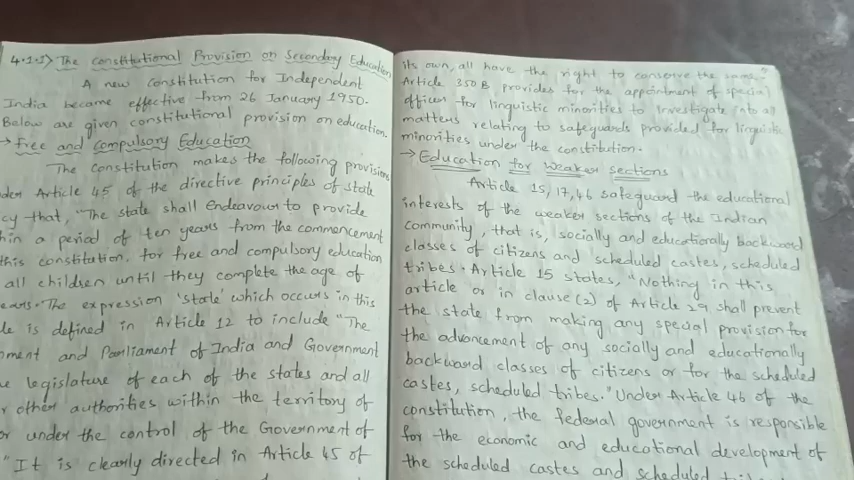 4.1.1) The constitutional Provision on Secondary Education
A new constitution for Independent
India became effective from 26 January 1950.
Below are given constitutional provision on education.
→ Free and compulsory Education
The constitution makes the following provisions
Article 45 of the directive principles of state
that, "The state shall endeavour to provide
a period of ten years from the commencement
this constitution. for free and compulsory education
all children until they complete the age of
The expression 'state' which occurs in this
is defined in Article 12 to include "The
and Parliament of India and Government
legislature of each of the states and all
other authorities within the territory of
or under the control of the Government of
"It is clearly directed in Article 45 of
its own, all have the right to conserve the same."
Article 350 B provides for the appointment of special
officer for linguistic minorities to Investigate into all
matters relating to safeguards provided for linguistic
minorities under the constitution.
→ Education for Weaker sections
Article 15, 17, 46 safeguard the educational
interests of the weaker sections of the Indian
community, that is, socially and educationally backward
classes of citizens and scheduled castes, scheduled
tribes. Article 15 states, "Nothing in this
article or in clause (2) of Article 29 shall prevent
the state from making any special provision for
the advancement of any socially and educationally
backward classes of citizens or for the scheduled
castes, scheduled tribes." Under Article 46 of the
constitution, the federal government is responsible
for the economic and educational development of
the scheduled castes and scheduled